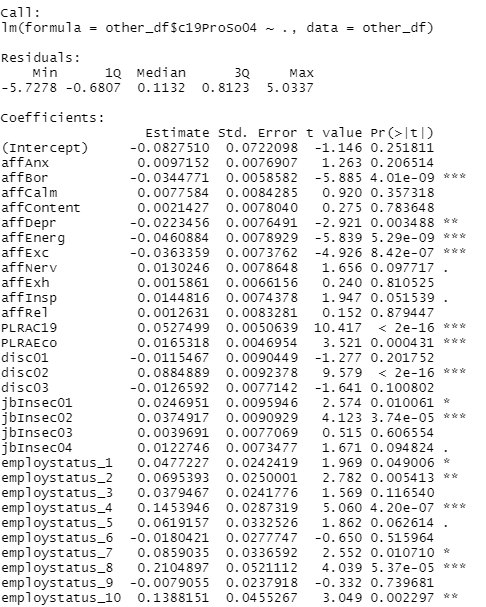 Call:
lm(formula = other_df$c19ProSo04 ~ ., data = other_df)
Residuals:
Min 1Q Median 3Q Max
-5.7278 -0.6807 0.1132 0.8123 5.0337
Coefficients:
Estimate Std. Error t value Pr(>|t|)
(Intercept) -0.0827510 0.0722098 -1.146 0.251811
affAnx 0.0097152 0.0076907 1.263 0.206514
affBor -0.0344771 0.0058582 -5.885 4.01e-09 ***
affCalm 0.0077584 0.0084285 0.920 0.357318
affContent 0.0021427 0.0078040 0.275 0.783648
affDepr -0.0223456 0.0076491 -2.921 0.003488 **
affEnerg -0.0460884 0.0078929 -5.839 5.29e-09 ***
affExc -0.0363359 0.0073762 -4.926 8.42e-07 ***
affNerv 0.0130246 0.0078648 1.656 0.097717 .
affExh 0.0015861 0.0066156 0.240 0.810525
affInsp 0.0144816 0.0074378 1.947 0.051539 .
affRel 0.0012631 0.0083281 0.152 0.879447
PLRAC19 0.0527499 0.0050639 10.417 < 2e-16 ***
PLRAEco 0.0165318 0.0046954 3.521 0.000431 ***
disc01 -0.0115467 0.0090449 -1.277 0.201752
disc02 0.0884889 0.0092378 9.579 < 2e-16 ***
disc03 -0.0126592 0.0077142 -1.641 0.100802
jbInsec01 0.0246951 0.0095946 2.574 0.010061 *
jbInsec02 0.0374917 0.0090929 4.123 3.74e-05 ***
jbInsec03 0.0039691 0.0077069 0.515 0.606554
jbInsec04 0.0122746 0.0073477 1.671 0.094824 .
employstatus_1 0.0477227 0.0242419 1.969 0.049006 *
employstatus_2 0.0695393 0.0250001 2.782 0.005413 **
employstatus_3 0.0379467 0.0241776 1.569 0.116540
employstatus_4 0.1453946 0.0287319 5.060 4.20e-07 ***
employstatus_5 0.0619157 0.0332526 1.862 0.062614 .
employstatus_6 -0.0180421 0.0277747 -0.650 0.515964
employstatus_7 0.0859035 0.0336592 2.552 0.010710 *
employstatus_8 0.2104897 0.0521112 4.039 5.37e-05 ***
employstatus_9 -0.0079055 0.0237918 -0.332 0.739681
employstatus_10 0.1388151 0.0455267 3.049 0.002297 **